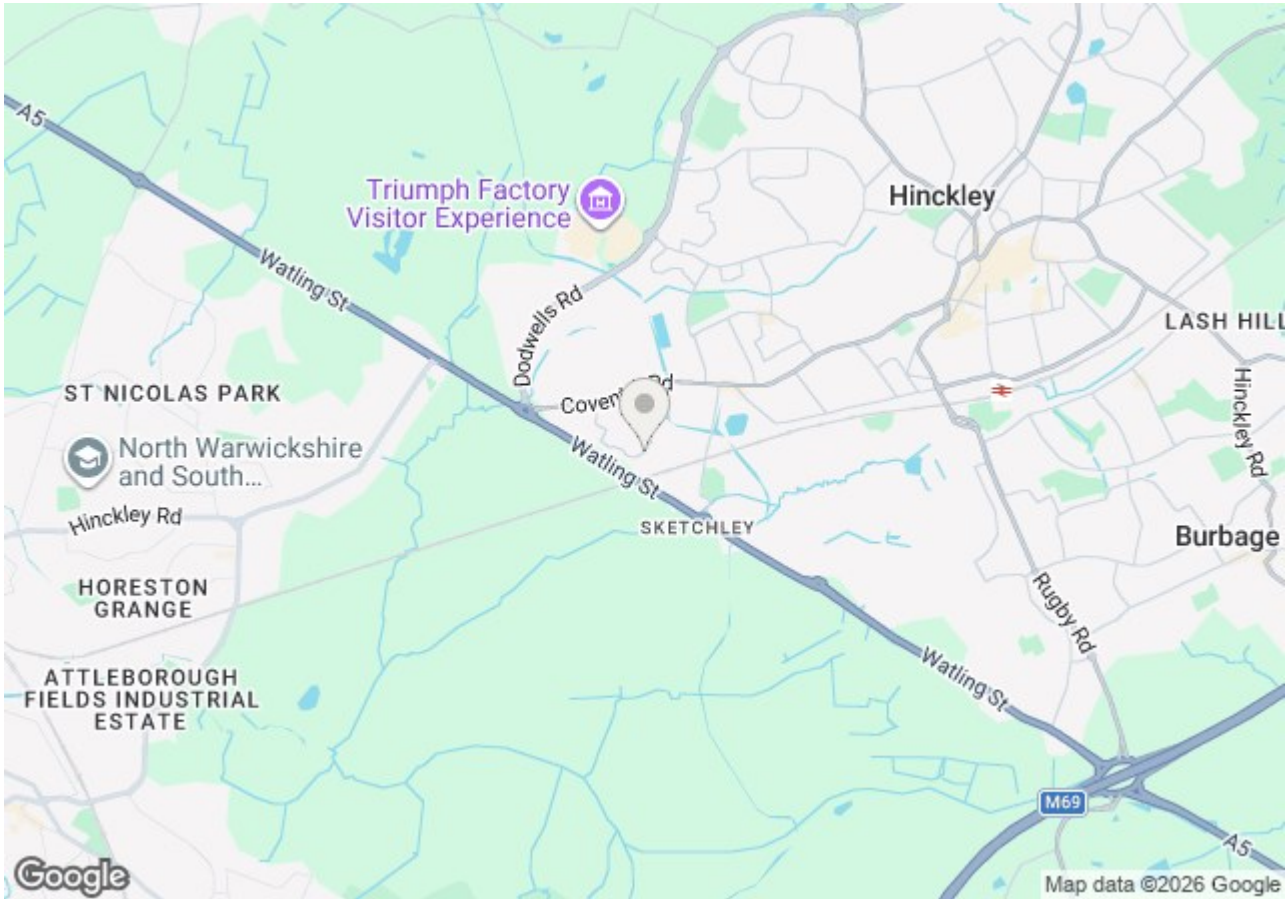 A5
Triumph Factory
Visitor Experience
Hinckley
Watling St
Dodwells Rd
LASH HILL
ST NICOLAS PARK
Rd
Hinckley Rd
North Warwickshire
and South...
Watling St
Hinckley Rd
SKETCHLEY
Burbage
HORESTON
GRANGE
Rugby Rd
ATTLEBOROUGH
FIELDS INDUSTRIAL
ESTATE
Watling St
M69
A5
Google
Map data ©2026 Google